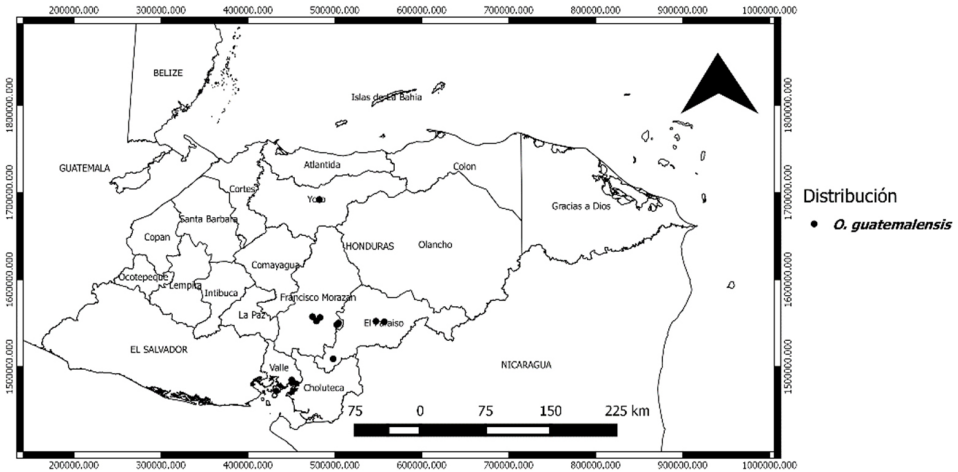 200000.000 300000.000 400000.000 500000.000 600000.000 700000.000 800000.000 900000.000 1000000.000
1800000.000
1800000.000
BELIZE
Islas de La Bahia
GUATEMALA
Atlantida
Colon
1700000.000
1700000.000
Cortes
Yoro
Gracias a Dios
Santa Barbara
Copan
HONDURAS
Olancho
Comayagua
Ocotepeque
Lempira
Intibuca
Francisco Morazan
1600000.000
1600000.000
La Paz
El Paraiso
EL SALVADOR
Valle
NICARAGUA
1500000.000
1500000.000
Choluteca
75 0 75 150 225 km
200000.000 300000.000 400000.000 500000.000 600000.000 700000.000 800000.000 900000.000 1000000.000
Distribución
O. guatemalensis